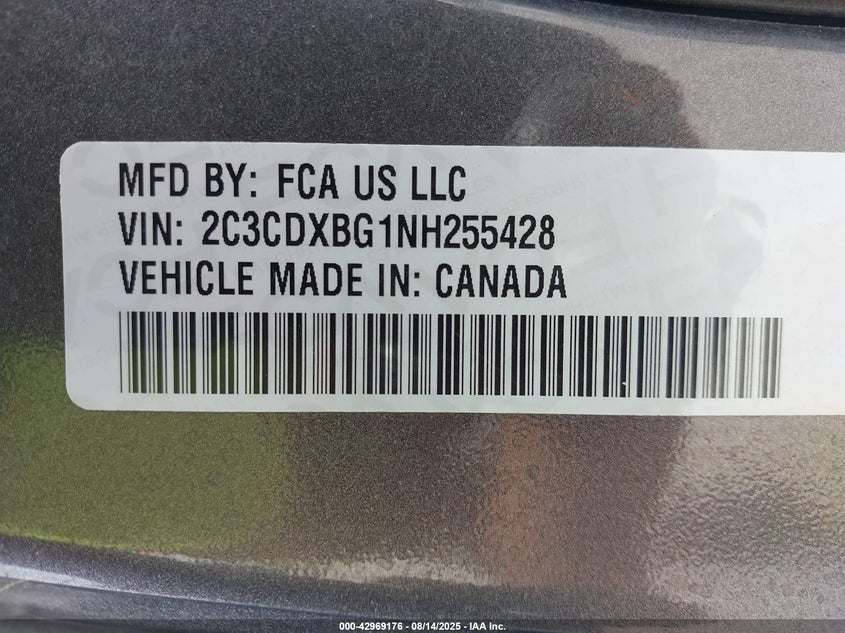 MFD BY: FCA US LLC
VIN: 2C3CDXBG1NH255428
VEHICLE MADE IN: CANADA
000-42969176 - 08/14/2025 - IAA Inc.